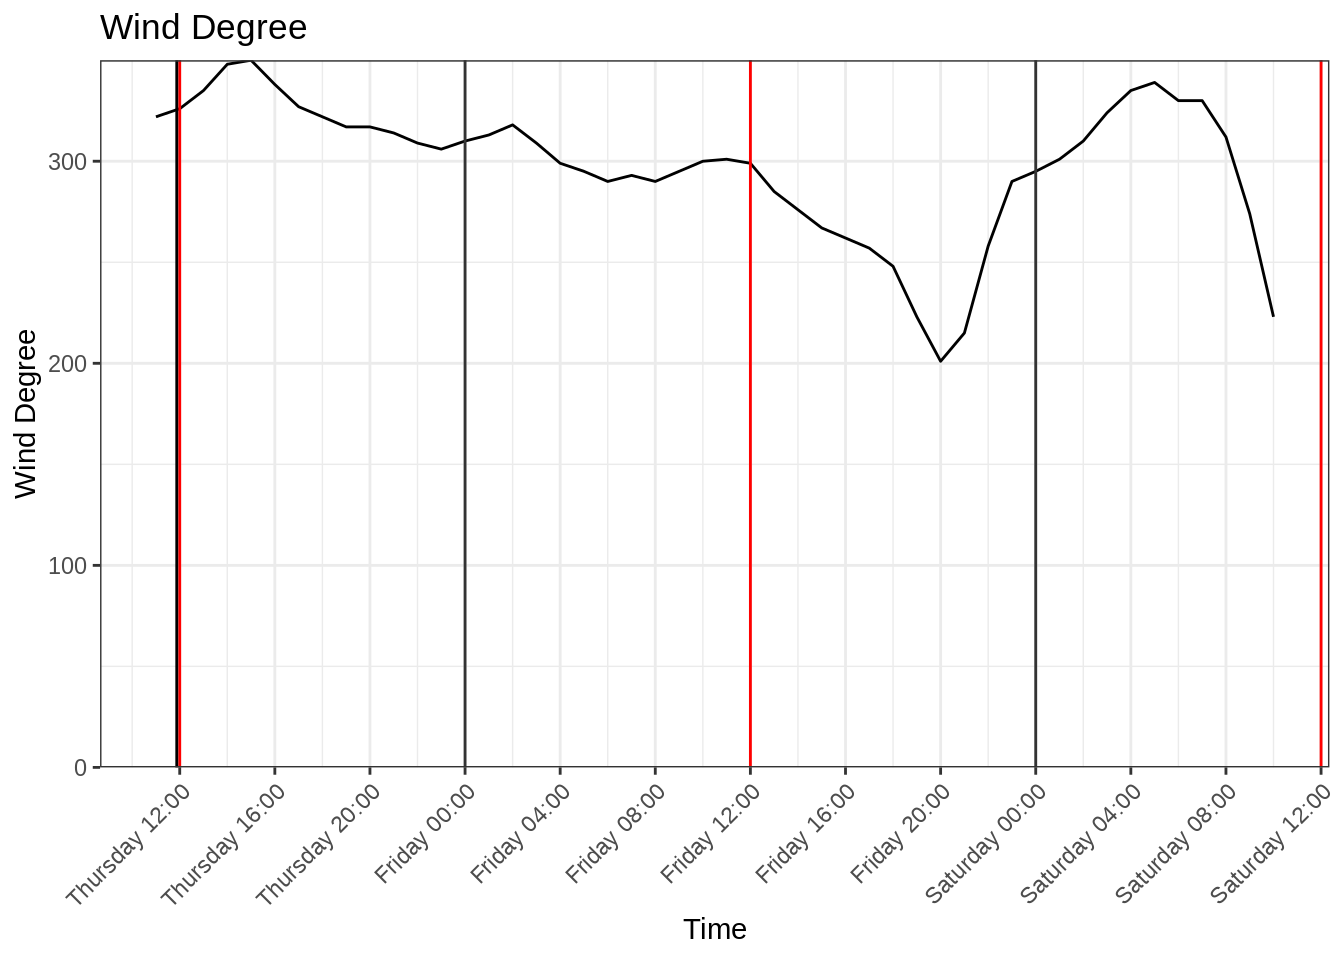 Wind Degree
Wind Degree
300
200
100
0
Thursday 12:00
Thursday 16:00
Thursday 20:00
Friday 00:00
Friday 04:00
Friday 08:00
Friday 12:00
Friday 16:00
Friday 20:00
Saturday 00:00
Saturday 04:00
Saturday 08:00
Saturday 12:00
Time